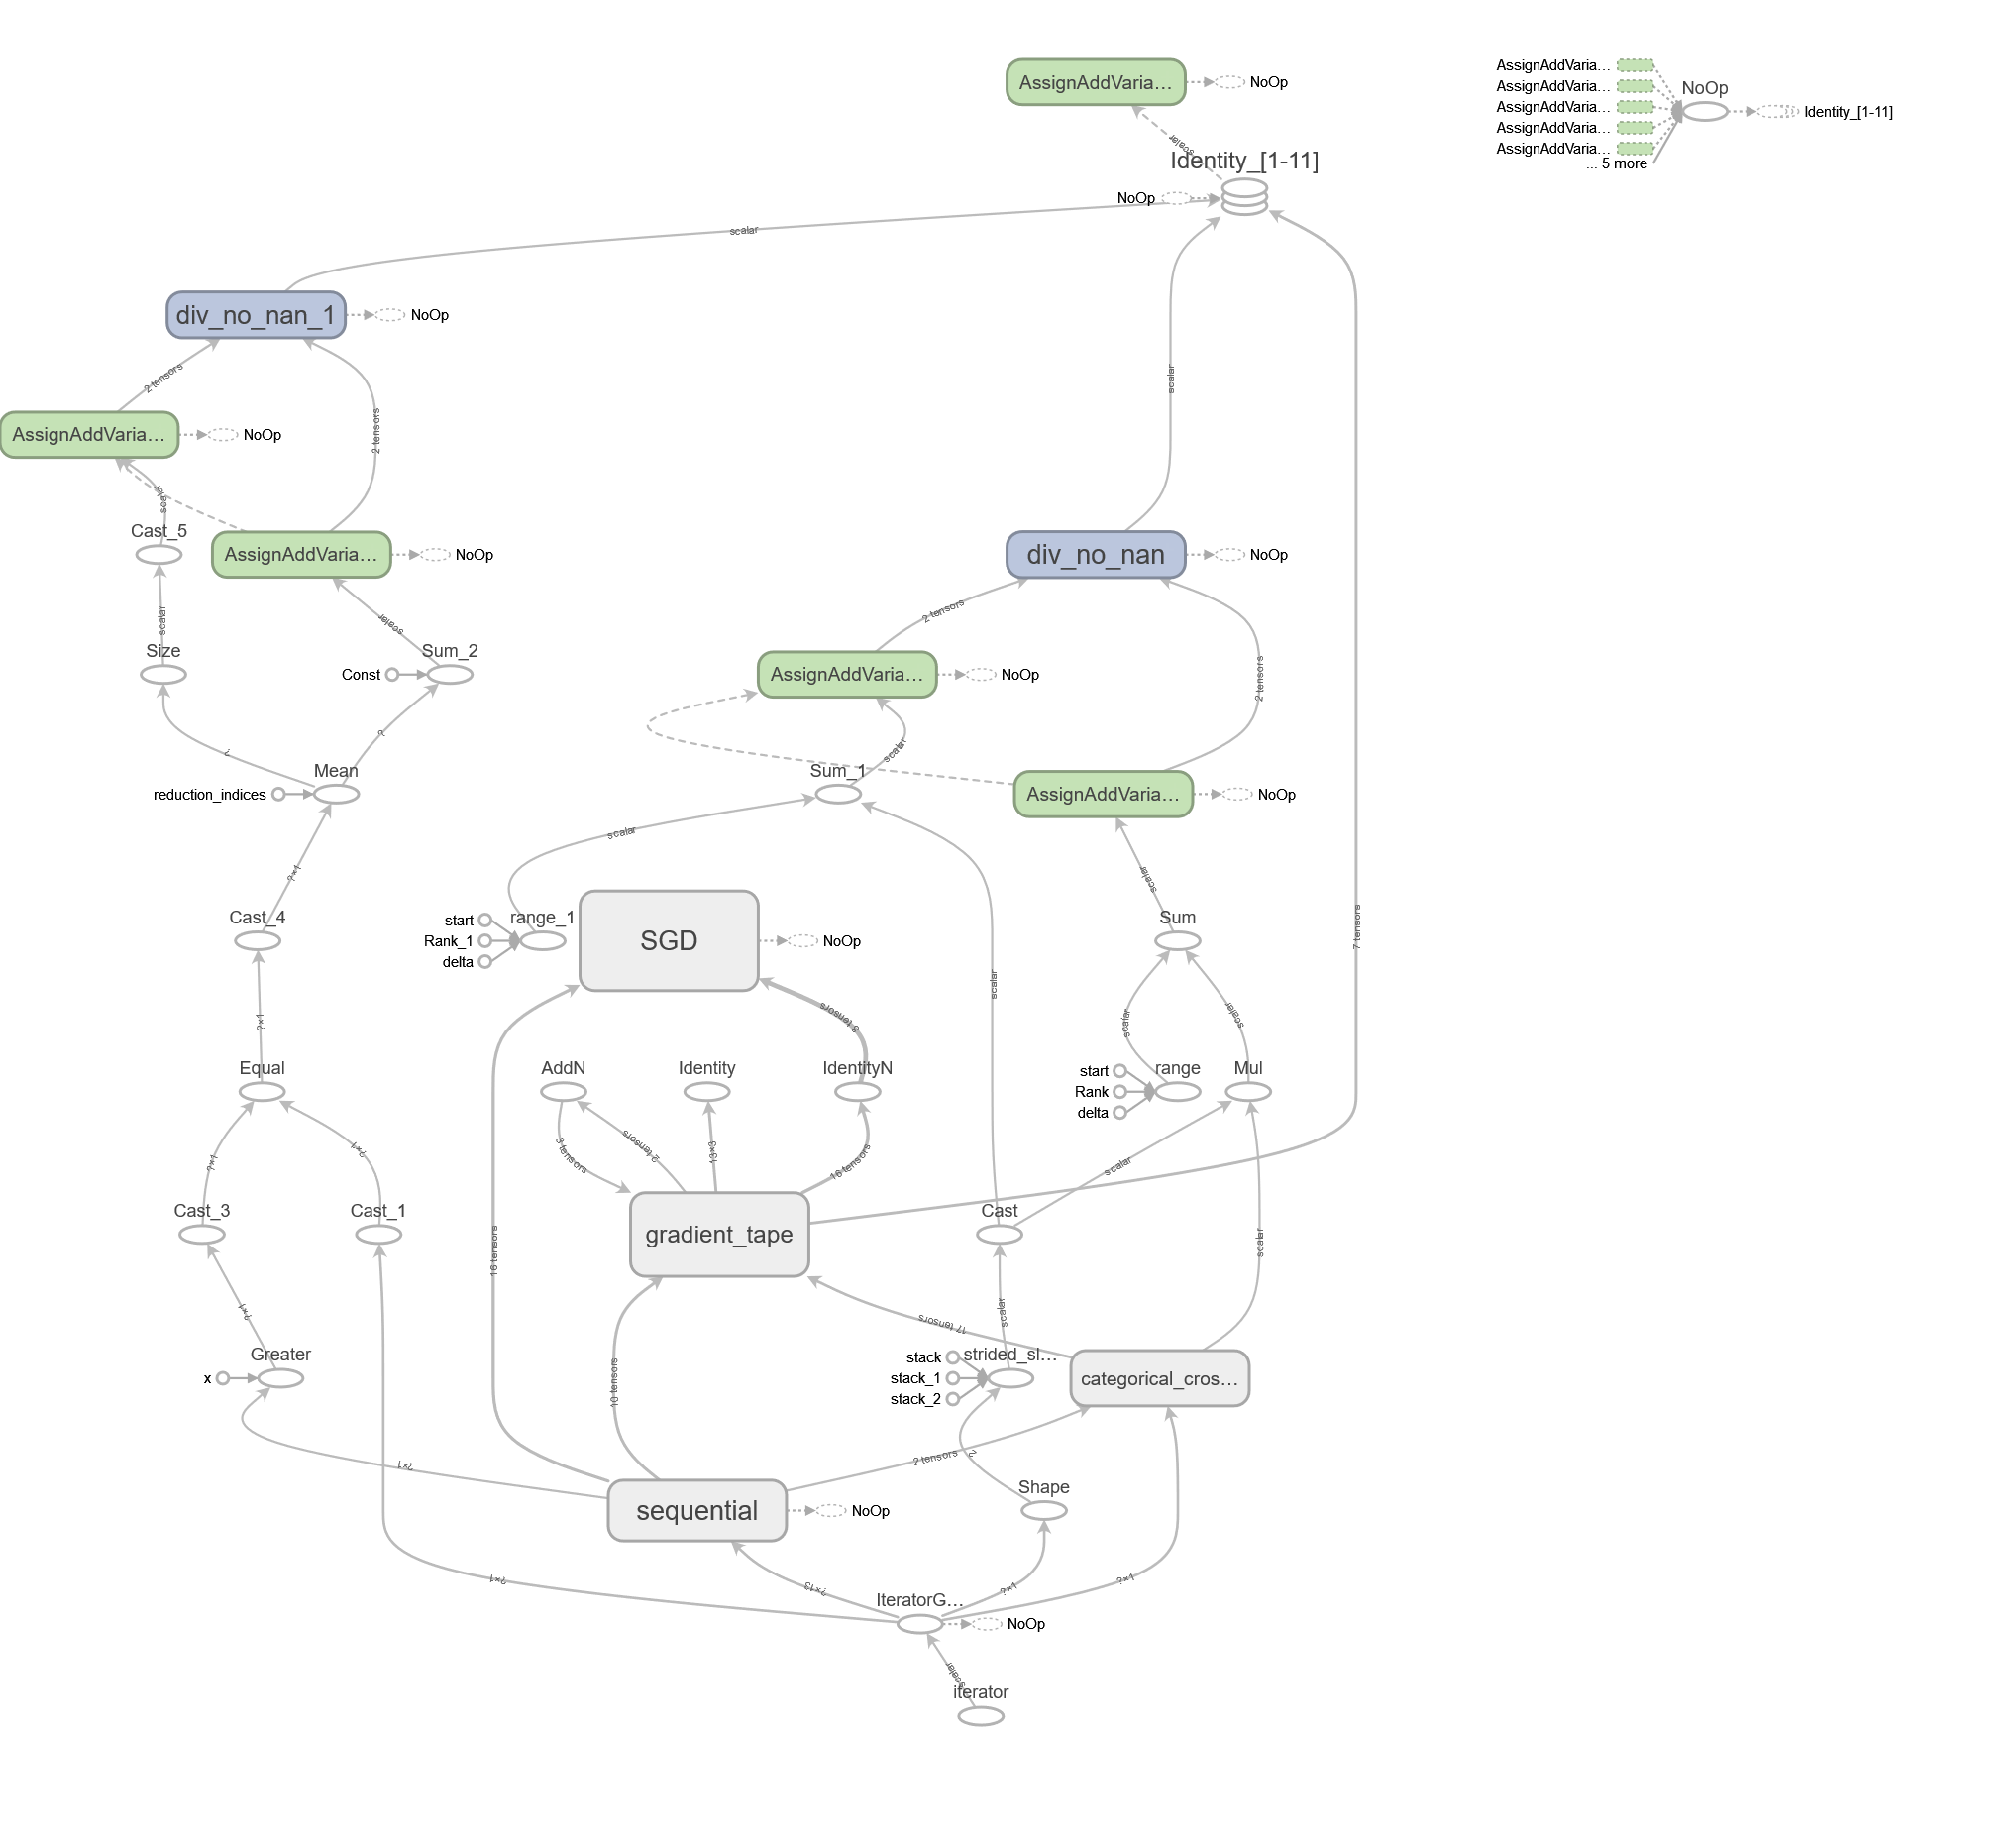 AssignAddVaria…
NoOp
AssignAddVaria…
AssignAddVaria…
AssignAddVaria…
AssignAddVaria…
AssignAddVaria…
... 5 more
NoOp
Identity_[1-11]
scalar
Identity_[1-11]
NoOp
scalar
div_no_nan_1
NoOp
2 tensors
scalar
AssignAddVaria…
NoOp
2 tensors
scalar
Cast_5
AssignAddVaria…
NoOp
div_no_nan
NoOp
scalar
scalar
2 tensors
Size
Const
Sum_2
AssignAddVaria…
NoOp
2 tensors
?
?
scalar
Mean
reduction_indices
Sum_1
AssignAddVaria…
NoOp
scalar
?×1
scalar
Cast_4
start
Rank_1
delta
range_1
SGD
NoOp
Sum
7 tensors
scalar
?×1
8 tensors
scalar
scalar
Equal
AddN
Identity
IdentityN
start
Rank
delta
range
Mul
?×1
?×1
3 tensors
2 tensors
13×9
16 tensors
scalar
Cast_3
Cast_1
gradient_tape
Cast
16 tensors
scalar
?×1
17 tensors
scalar
Greater
x
stack
stack_1
stack_2
strided_sl…
categorical_cros…
10 tensors
?×1
2 tensors
2
sequential
NoOp
Shape
?×1
?×13
?×1
?×1
IteratorG…
NoOp
scalar
iterator